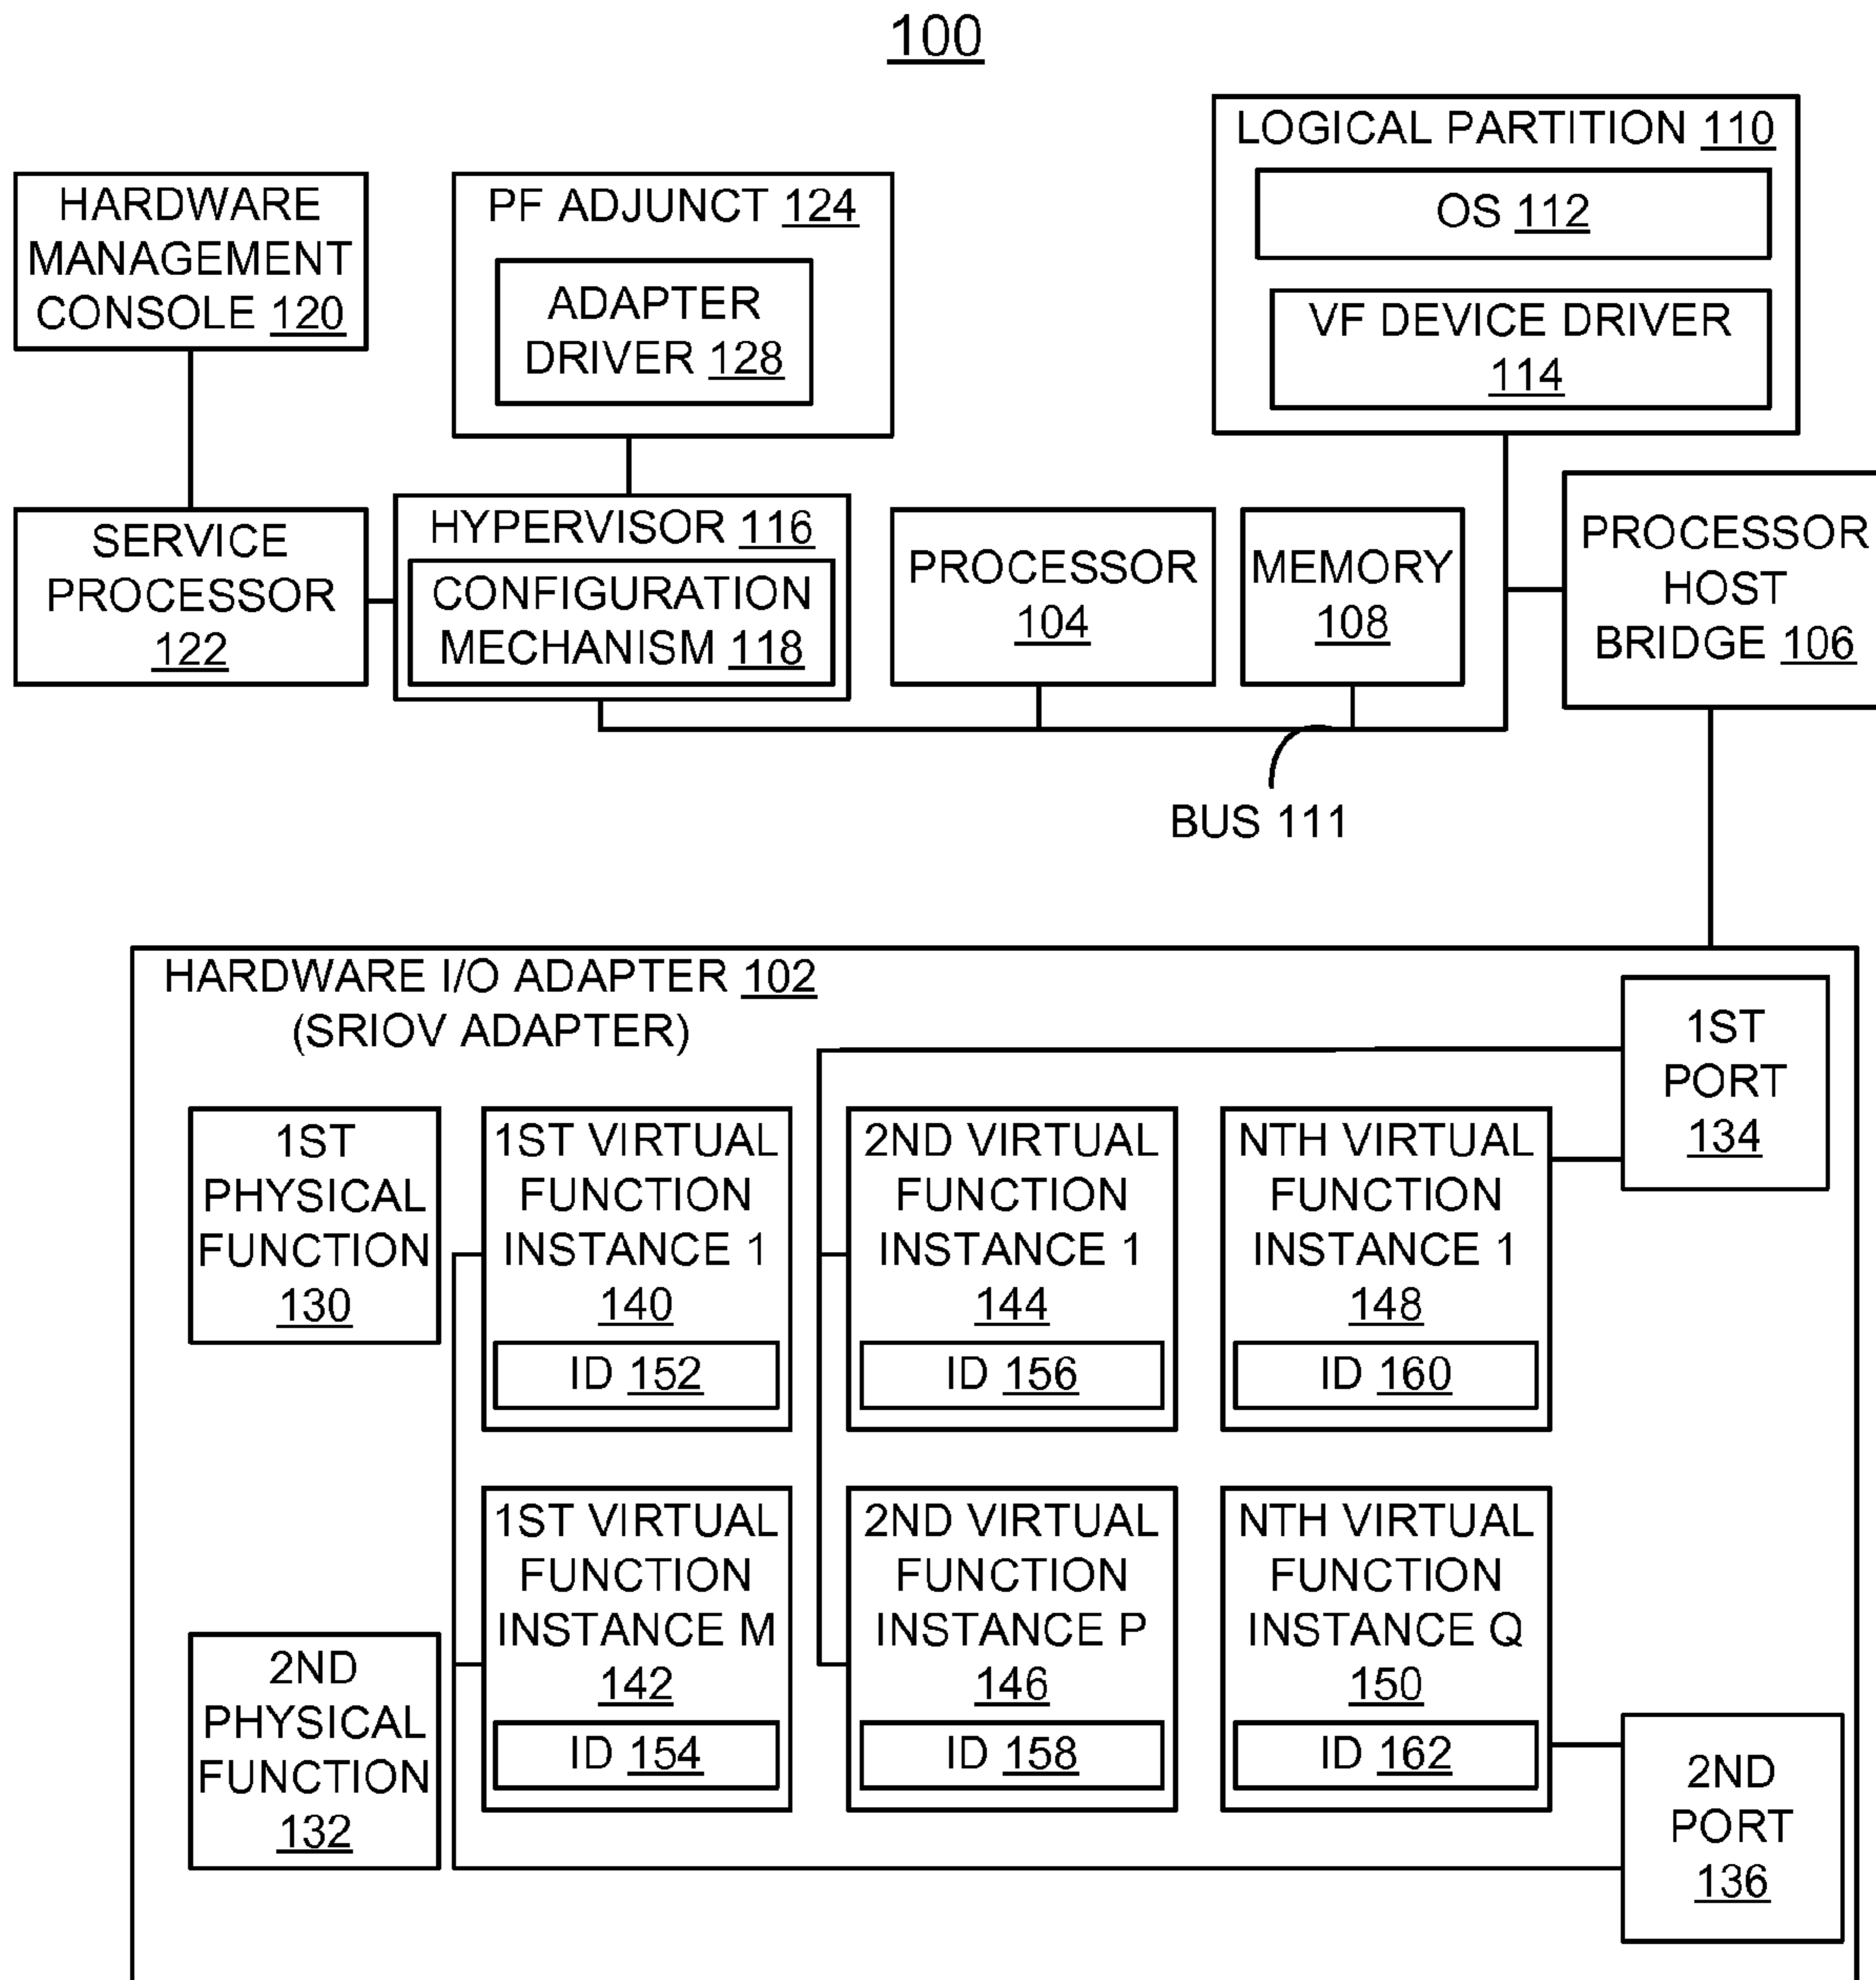 100
LOGICAL PARTITION 110
OS 112
VF DEVICE DRIVER
114
HARDWARE
MANAGEMENT
CONSOLE 120
PF ADJUNCT 124
ADAPTER
DRIVER 128
SERVICE
PROCESSOR
122
HYPERVISOR 116
CONFIGURATION
MECHANISM 118
PROCESSOR
104
MEMORY
108
PROCESSOR
HOST
BRIDGE 106
BUS 111
HARDWARE I/O ADAPTER 102
(SRIOV ADAPTER)
1ST
PORT
134
1ST
PHYSICAL
FUNCTION
130
1ST VIRTUAL
FUNCTION
INSTANCE 1
140
ID 152
2ND VIRTUAL
FUNCTION
INSTANCE 1
144
ID 156
NTH VIRTUAL
FUNCTION
INSTANCE 1
148
ID 160
2ND
PHYSICAL
FUNCTION
132
1ST VIRTUAL
FUNCTION
INSTANCE M
142
ID 154
2ND VIRTUAL
FUNCTION
INSTANCE P
146
ID 158
NTH VIRTUAL
FUNCTION
INSTANCE Q
150
ID 162
2ND
PORT
136